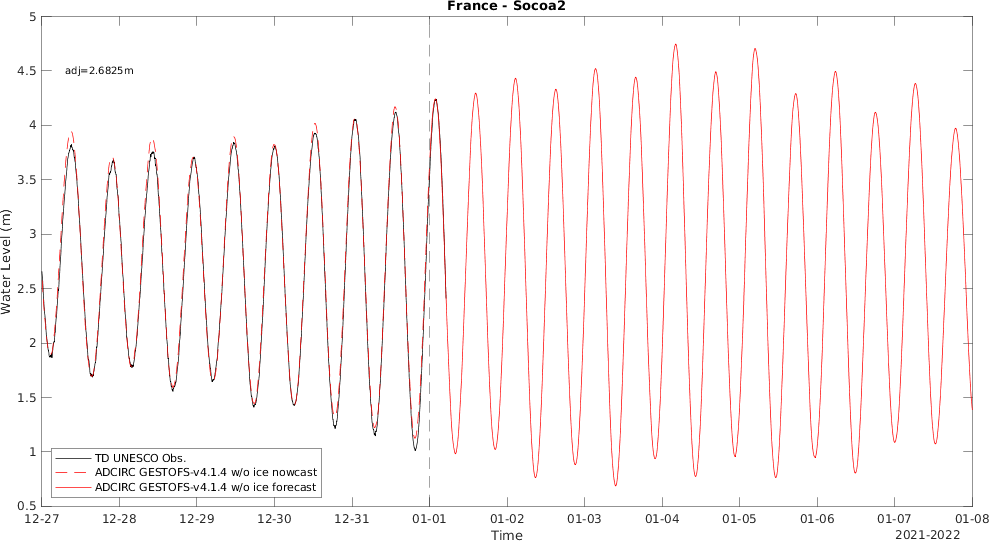 France - Socoa2
5
4.5
4
3.5
3
2.5
2
1.5
1
0.5
Water Level (m)
adj=2.6825m
TD UNESCO Obs.
ADCIRC GESTOFS-v4.1.4 w/o ice nowcast
ADCIRC GESTOFS-v4.1.4 w/o ice forecast
12-27 12-28 12-29 12-30 12-31 01-01 01-02 01-03 01-04 01-05 01-06 01-07 01-08
Time
2021-2022